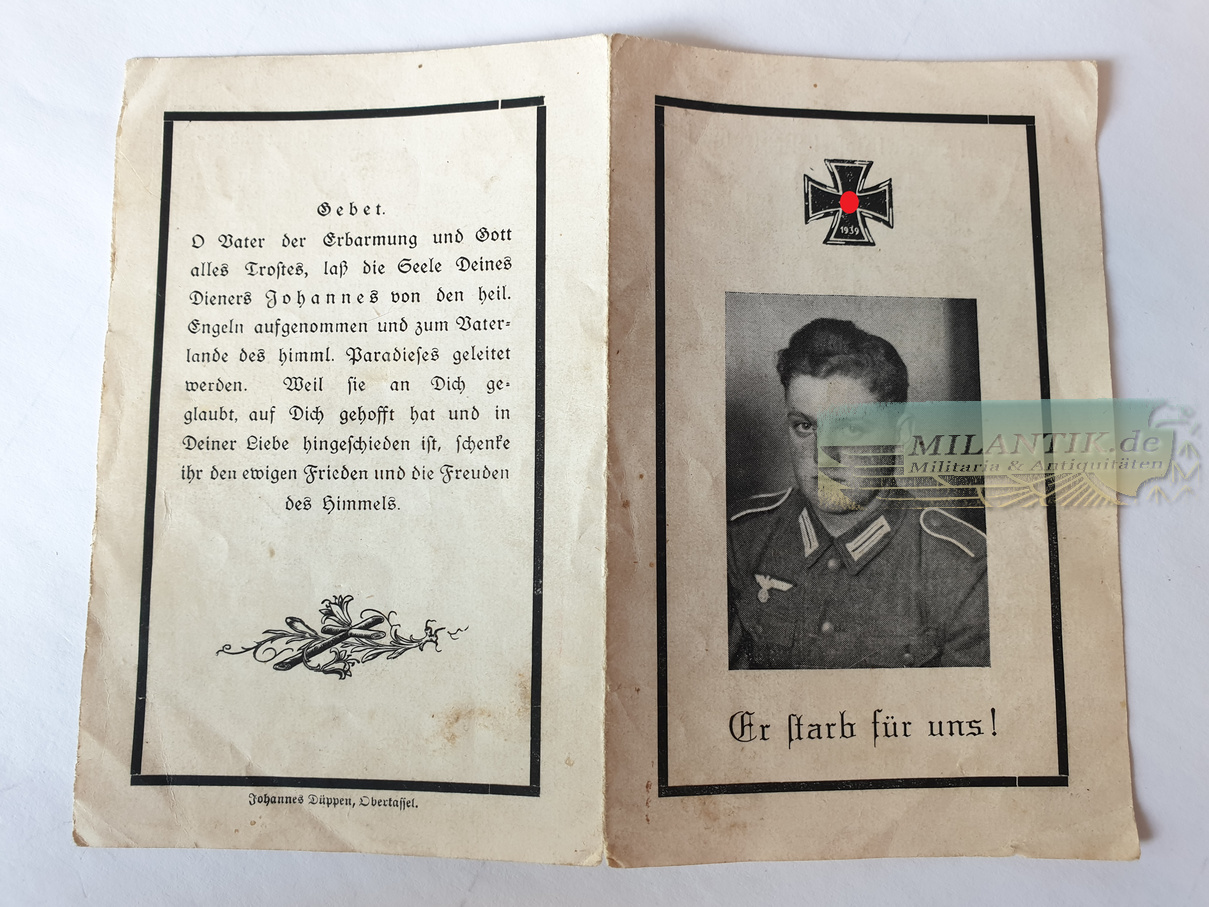 Gebet.
O Vater der Erbarmung und Gott
alles Trostes, laß die Seele Deines
Dieners Johannes von den heil.
Engeln aufgenommen und zum Vater-
lande des himml. Paradieses geleitet
werden. Weil sie an Dich ge-
glaubt, auf Dich gehofft hat und in
Deiner Liebe hingeschieden ist, schenke
ihr den ewigen Frieden und die Freuden
des Himmels.
Johannes Düppen, Obertassel.
1939
MILANTIK.de
Militaria & Antiquitäten
Er starb für uns!